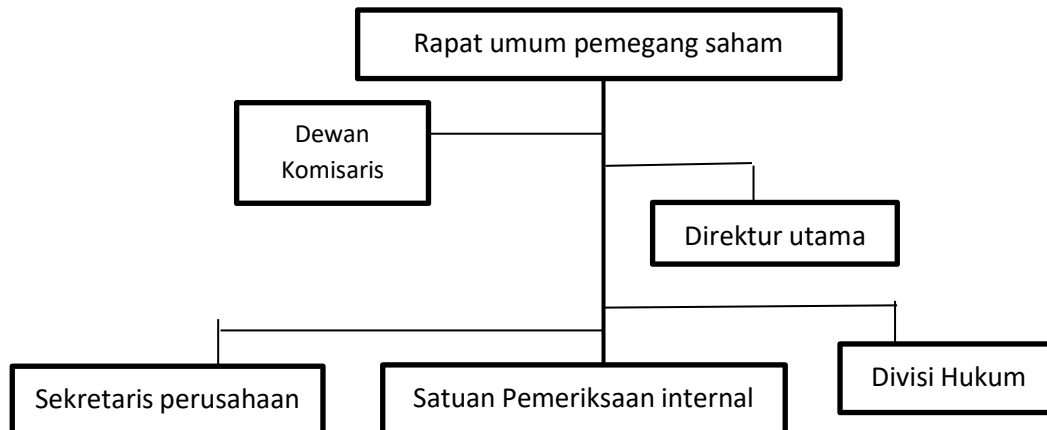 Rapat umum pemegang saham
Dewan
Komisaris
Direktur utama
Sekretaris perusahaan
Satuan Pemeriksaan internal
Divisi Hukum